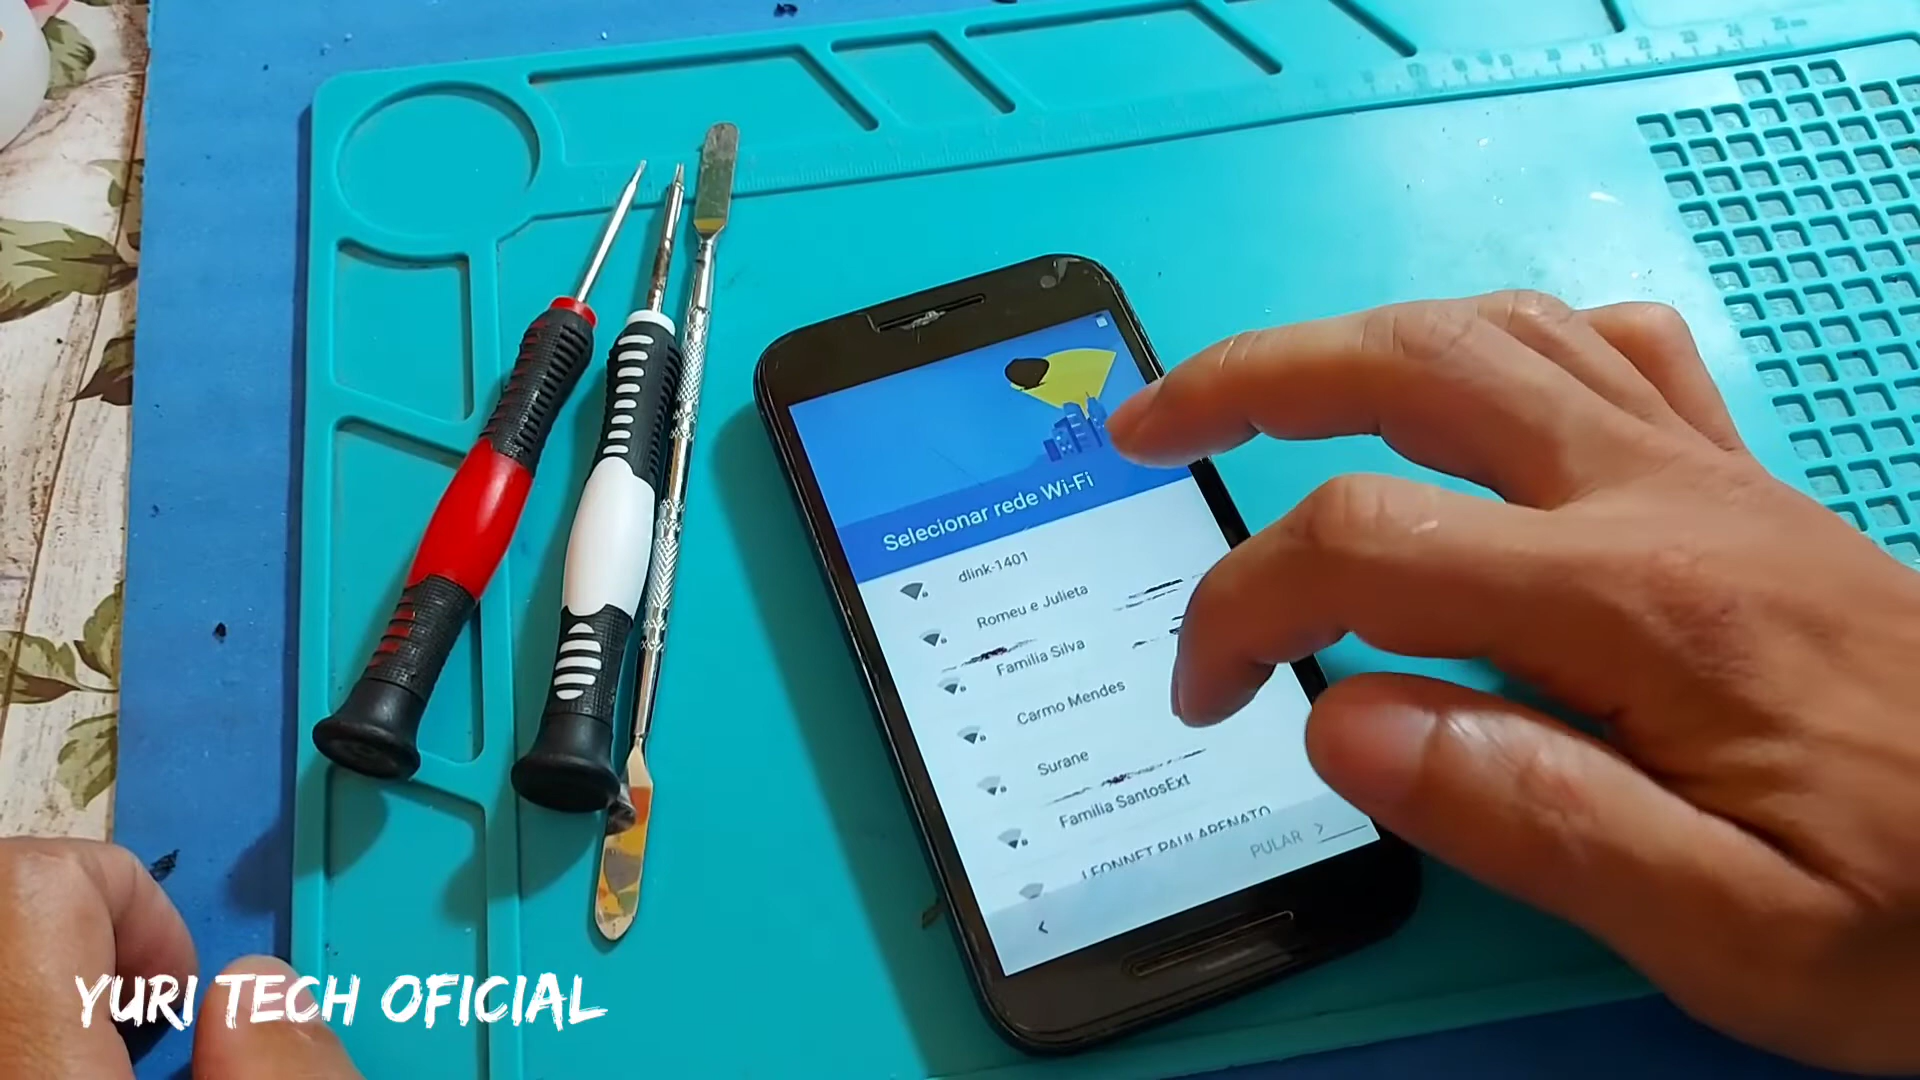 Selecionar rede Wi-Fi
dlink-1401
Romeu e Julieta
Familia Silva
Carmo Mendes
Surane
Familia SantosExt
PULAR
YURI TECH OFICIAL